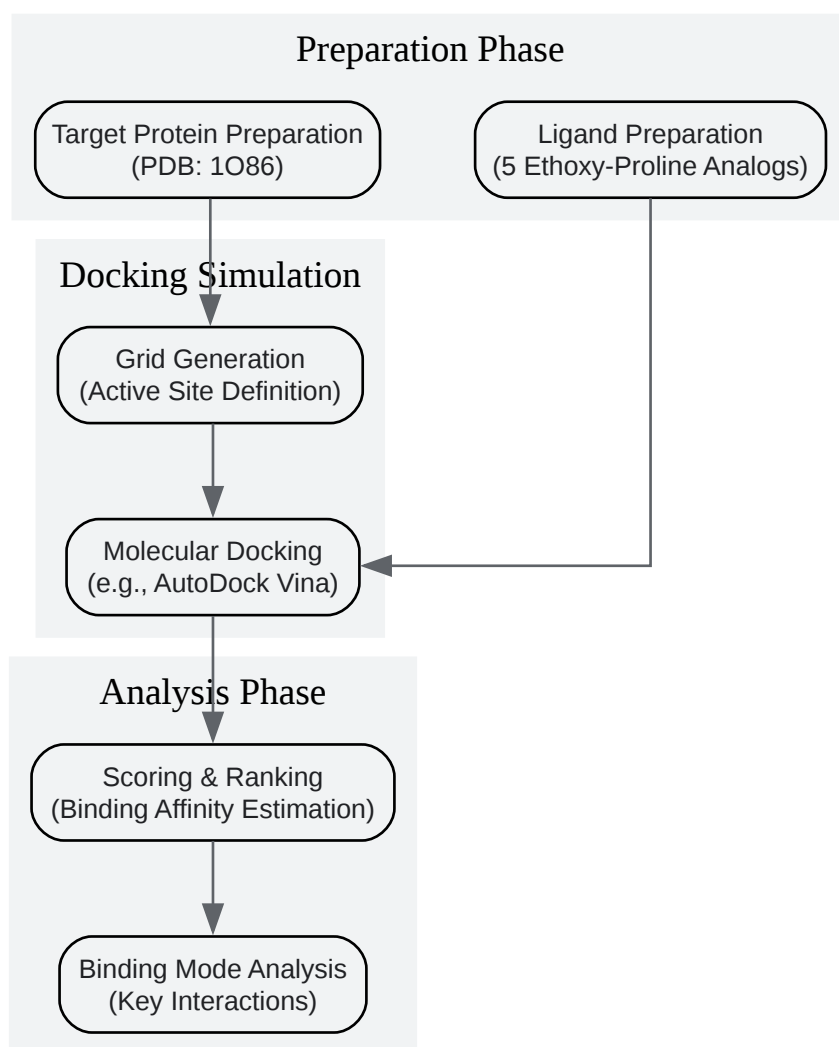 Preparation Phase
Target Protein Preparation
(PDB: 1O86)
Ligand Preparation
(5 Ethoxy-Proline Analogs)
Docking Simulation
Grid Generation
(Active Site Definition)
Molecular Docking
(e.g., AutoDock Vina)
Analysis Phase
Scoring & Ranking
(Binding Affinity Estimation)
Binding Mode Analysis
(Key Interactions)